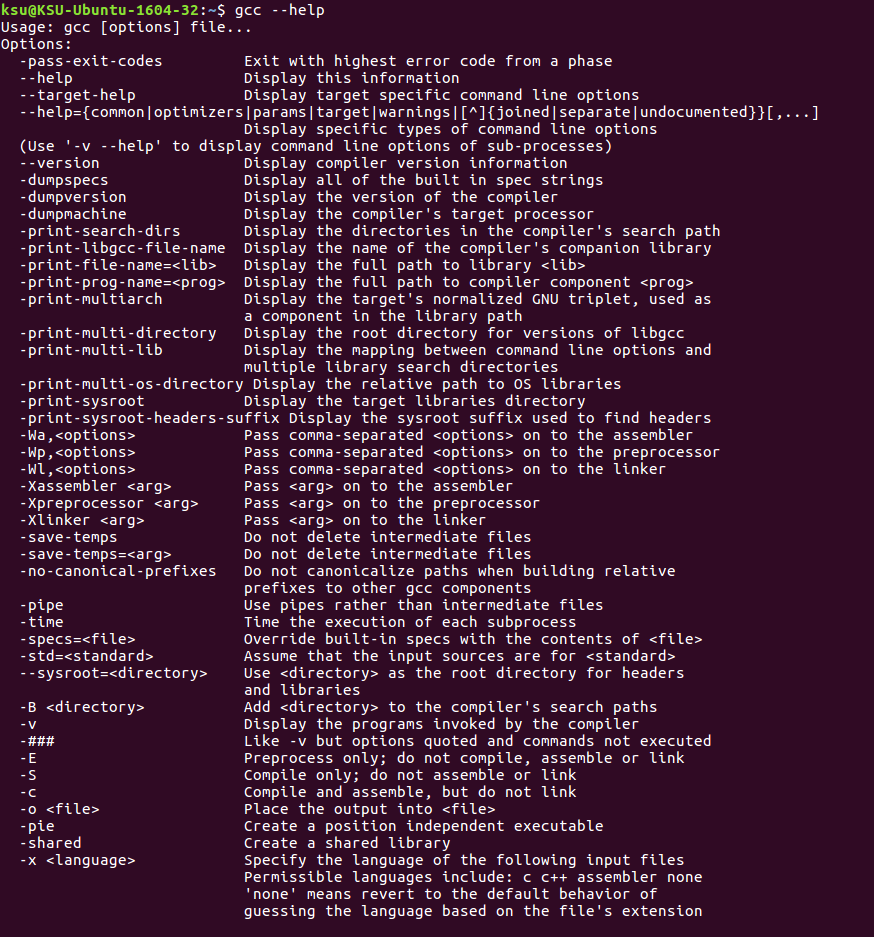 ksu@KSU-Ubuntu-1604-32:~$ gcc --help
Usage: gcc [options] file...
Options:
  -pass-exit-codes         Exit with highest error code from a phase
  --help                   Display this information
  --target-help            Display target specific command line options
  --help={common|optimizers|params|target|warnings|[^]{joined|separate|undocumented}}[,...]
                           Display specific types of command line options
  (Use '-v --help' to display command line options of sub-processes)
  --version                Display compiler version information
  -dumpspecs               Display all of the built in spec strings
  -dumpversion             Display the version of the compiler
  -dumpmachine             Display the compiler's target processor
  -print-search-dirs       Display the directories in the compiler's search path
  -print-libgcc-file-name  Display the name of the compiler's companion library
  -print-file-name=<lib>   Display the full path to library <lib>
  -print-prog-name=<prog>  Display the full path to compiler component <prog>
  -print-multiarch         Display the target's normalized GNU triplet, used as
                           a component in the library path
  -print-multi-directory   Display the root directory for versions of libgcc
  -print-multi-lib         Display the mapping between command line options and
                           multiple library search directories
  -print-multi-os-directory Display the relative path to OS libraries
  -print-sysroot           Display the target libraries directory
  -print-sysroot-headers-suffix Display the sysroot suffix used to find headers
  -Wa,<options>            Pass comma-separated <options> on to the assembler
  -Wp,<options>            Pass comma-separated <options> on to the preprocessor
  -Wl,<options>            Pass comma-separated <options> on to the linker
  -Xassembler <arg>        Pass <arg> on to the assembler
  -Xpreprocessor <arg>     Pass <arg> on to the preprocessor
  -Xlinker <arg>           Pass <arg> on to the linker
  -save-temps              Do not delete intermediate files
  -save-temps=<arg>        Do not delete intermediate files
  -no-canonical-prefixes   Do not canonicalize paths when building relative
                           prefixes to other gcc components
  -pipe                    Use pipes rather than intermediate files
  -time                    Time the execution of each subprocess
  -specs=<file>            Override built-in specs with the contents of <file>
  -std=<standard>          Assume that the input sources are for <standard>
  --sysroot=<directory>    Use <directory> as the root directory for headers
                           and libraries
  -B <directory>           Add <directory> to the compiler's search paths
  -v                       Display the programs invoked by the compiler
  -###                     Like -v but options quoted and commands not executed
  -E                       Preprocess only; do not compile, assemble or link
  -S                       Compile only; do not assemble or link
  -c                       Compile and assemble, but do not link
  -o <file>                Place the output into <file>
  -pie                     Create a position independent executable
  -shared                  Create a shared library
  -x <language>            Specify the language of the following input files
                           Permissible languages include: c c++ assembler none
                           'none' means revert to the default behavior of
                           guessing the language based on the file's extension